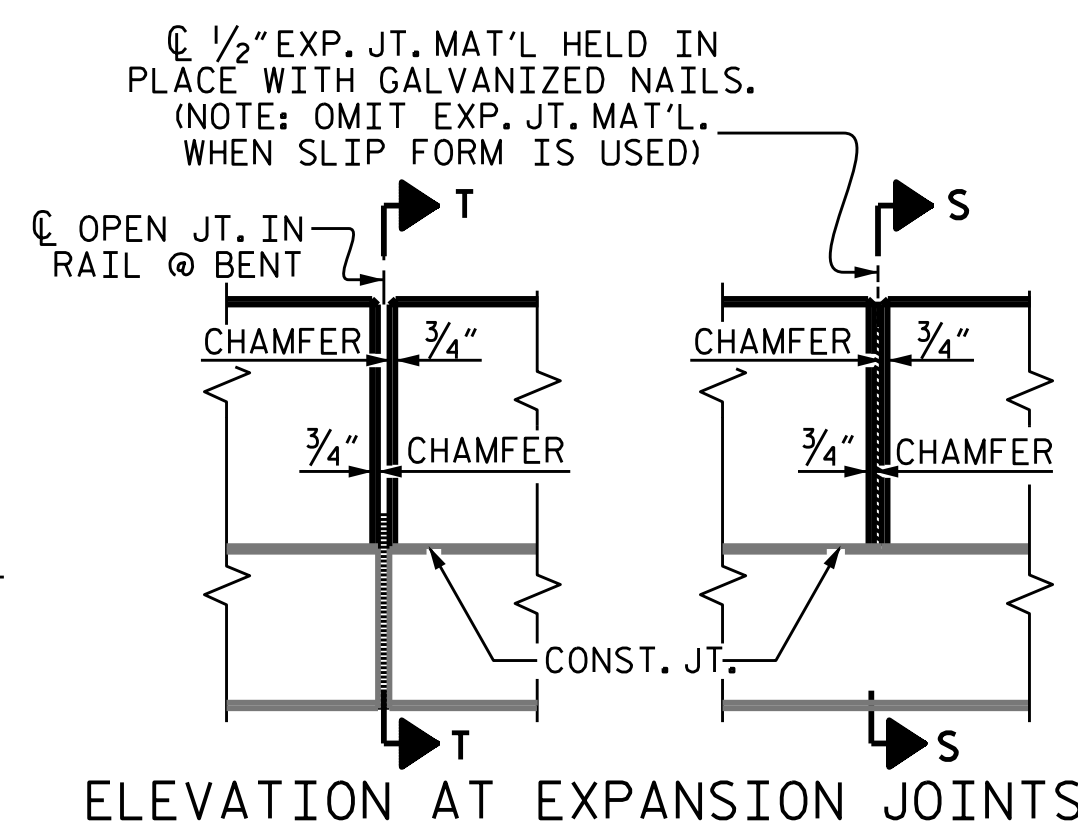 ℄ 1/2" EXP. JT. MAT'L HELD IN
PLACE WITH GALVANIZED NAILS.
(NOTE: OMIT EXP. JT. MAT'L.
WHEN SLIP FORM IS USED)
T
S
℄ OPEN JT. IN
RAIL @ BENT
CHAMFER
3/4"
CHAMFER
3/4"
3/4"
CHAMFER
3/4"
CHAMFER
CONST. JT.
T
S
ELEVATION AT EXPANSION JOINTS